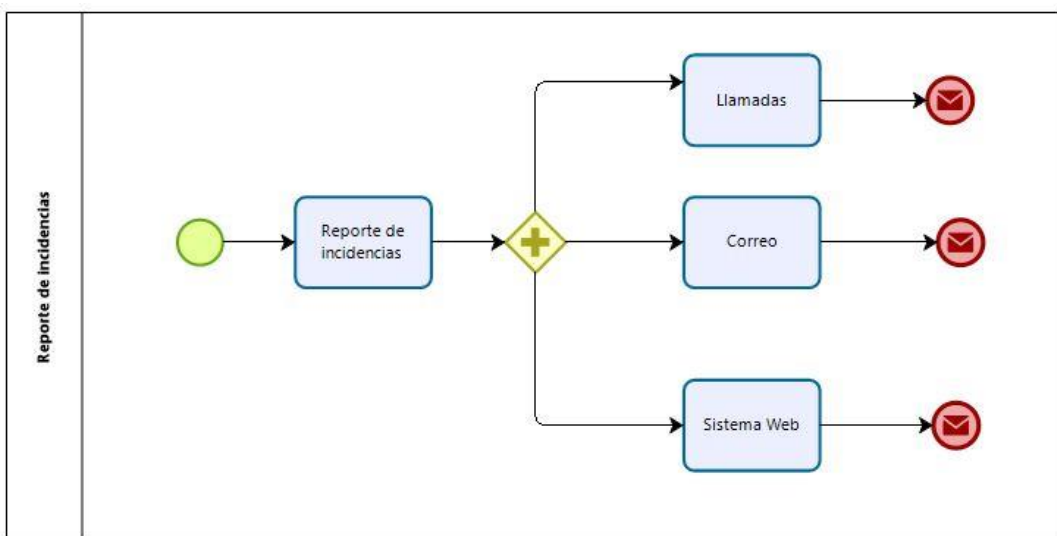 Reporte de incidencias
Reporte de
incidencias
Llamadas
Correo
Sistema Web